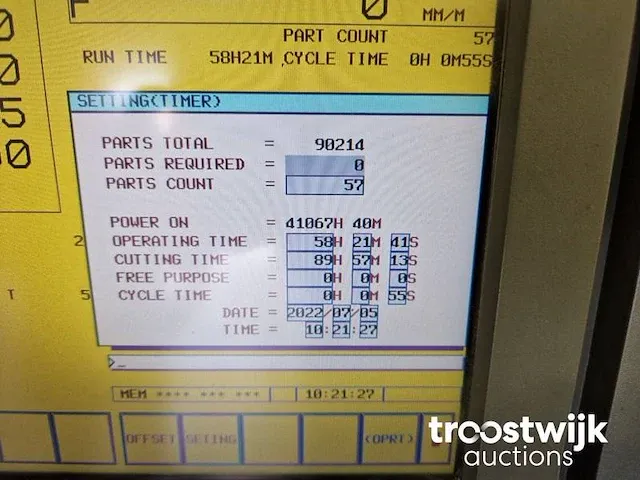 F 0 MM/M
PART COUNT 57
RUN TIME 58H21M CYCLE TIME 0H 0M55S
SETTING(TIMER)
PARTS TOTAL = 90214
PARTS REQUIRED = 0
PARTS COUNT = 57
POWER ON = 41067H 40M
OPERATING TIME = 58H 21M 41S
CUTTING TIME = 89H 57M 13S
FREE PURPOSE = 0H 0M 0S
CYCLE TIME = 0H 0M 55S
DATE = 2022/07/05
TIME = 10:21:27
>_
MEM **** *** *** 10:21:27
OFFSET SETING (OPRT)
troostwijk
auctions